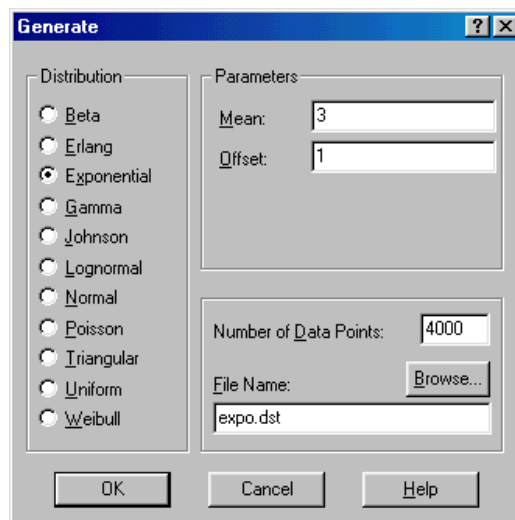 Generate
Distribution
Beta
Erlang
Exponential
Gamma
Johnson
Lognormal
Normal
Poisson
Triangular
Uniform
Weibull
Parameters
Mean: 3
Offset: 1
Number of Data Points: 4000
File Name: Browse...
expo.dst
OK Cancel Help